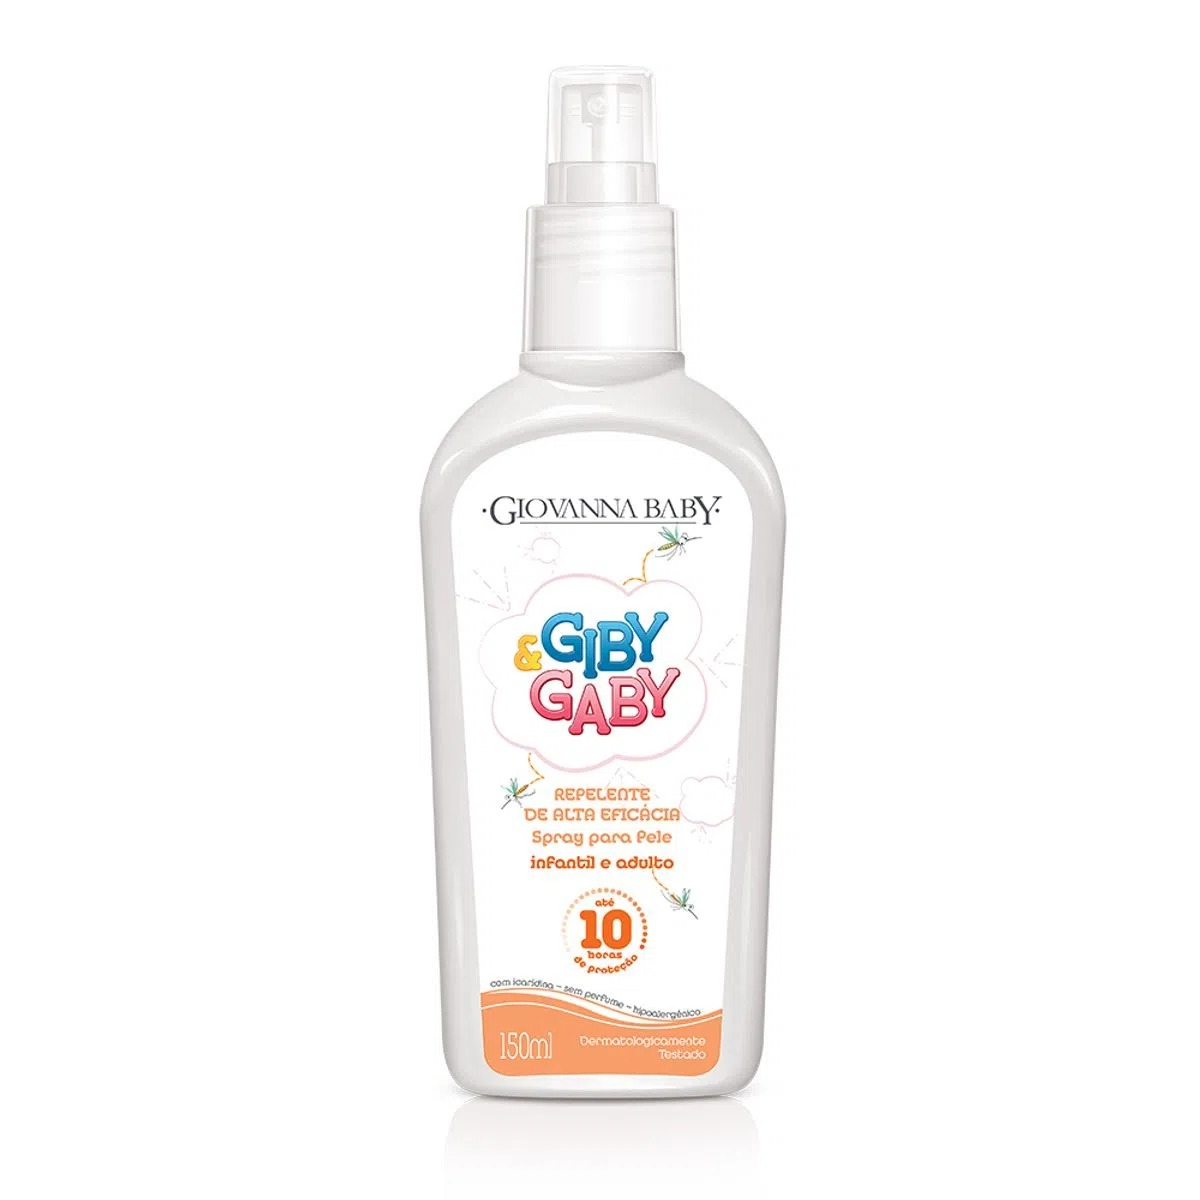 ·GIOVANNA BABY·
GIBY
& GABY
REPELENTE
DE ALTA EFICÁCIA
Spray para Pele
infantil e adulto
até
10
horas
de proteção
com icaridina – sem perfume – hipoalergênico
150ml
Dermatologicamente
Testado